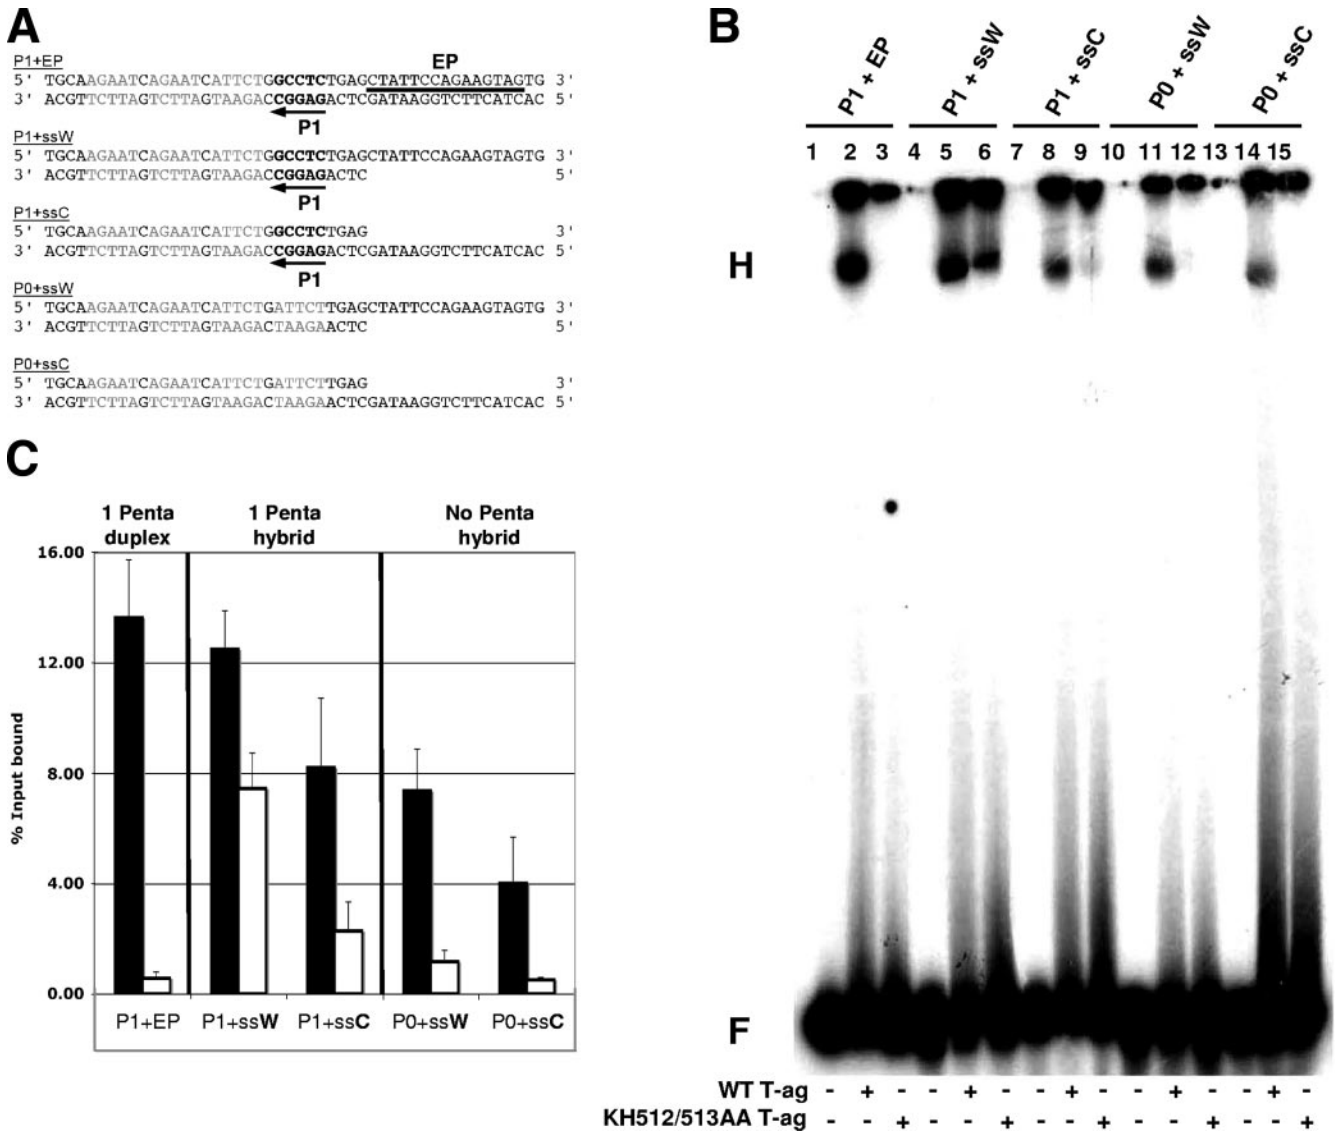 A
P1+EP
EP
5' TGCAAGAATCAGAATCATTCTGGCCTCTGAGCTATTCCAGAAGTAGTG 3'
3' ACGTTCTTAGTCTTAGTAAGACCGGAGACTCGATAAGGTCTTCATCAC 5'
P1
P1+ssW
5' TGCAAGAATCAGAATCATTCTGGCCTCTGAGCTATTCCAGAAGTAGTG 3'
3' ACGTTCTTAGTCTTAGTAAGACCGGAGACTC 5'
P1
P1+ssC
5' TGCAAGAATCAGAATCATTCTGGCCTCTGAG 3'
3' ACGTTCTTAGTCTTAGTAAGACCGGAGACTCGATAAGGTCTTCATCAC 5'
P1
P0+ssW
5' TGCAAGAATCAGAATCATTCTGATTCTTGAGCTATTCCAGAAGTAGTG 3'
3' ACGTTCTTAGTCTTAGTAAGACTAAGAACTC 5'
P0+ssC
5' TGCAAGAATCAGAATCATTCTGATTCTTGAG 3'
3' ACGTTCTTAGTCTTAGTAAGACTAAGAACTCGATAAGGTCTTCATCAC 5'
B
P1 + EP
P1 + ssW
P1 + ssC
P0 + ssW
P0 + ssC
1 2 3 4 5 6 7 8 9 10 11 12 13 14 15
H
F
WT T-ag - + - - + - - + - - + - - + -
KH512/513AA T-ag - - + - - + - - + - - + - - +
C
1 Penta duplex
1 Penta hybrid
No Penta hybrid
16.00
12.00
8.00
4.00
0.00
% Input bound
P1+EP P1+ssW P1+ssC P0+ssW P0+ssC